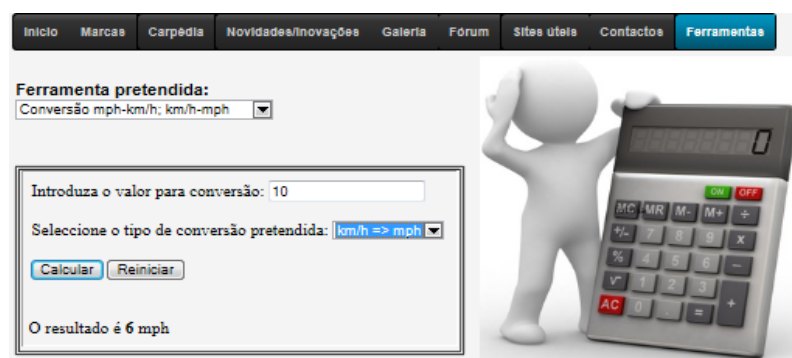 Inicio Marcas Carpédia Novidades/Inovações Galeria Fórum Sites úteis Contactos Ferramentas
Ferramenta pretendida:
Conversão mph-km/h; km/h-mph
Introduza o valor para conversão: 10
Seleccione o tipo de conversão pretendida: km/h => mph
Calcular Reiniciar
O resultado é 6 mph
0
ON OFF
MC MR M- M+ ÷
+/- 7 8 9 x
% 4 5 6 −
√ 1 2 3 +
AC 0 . =